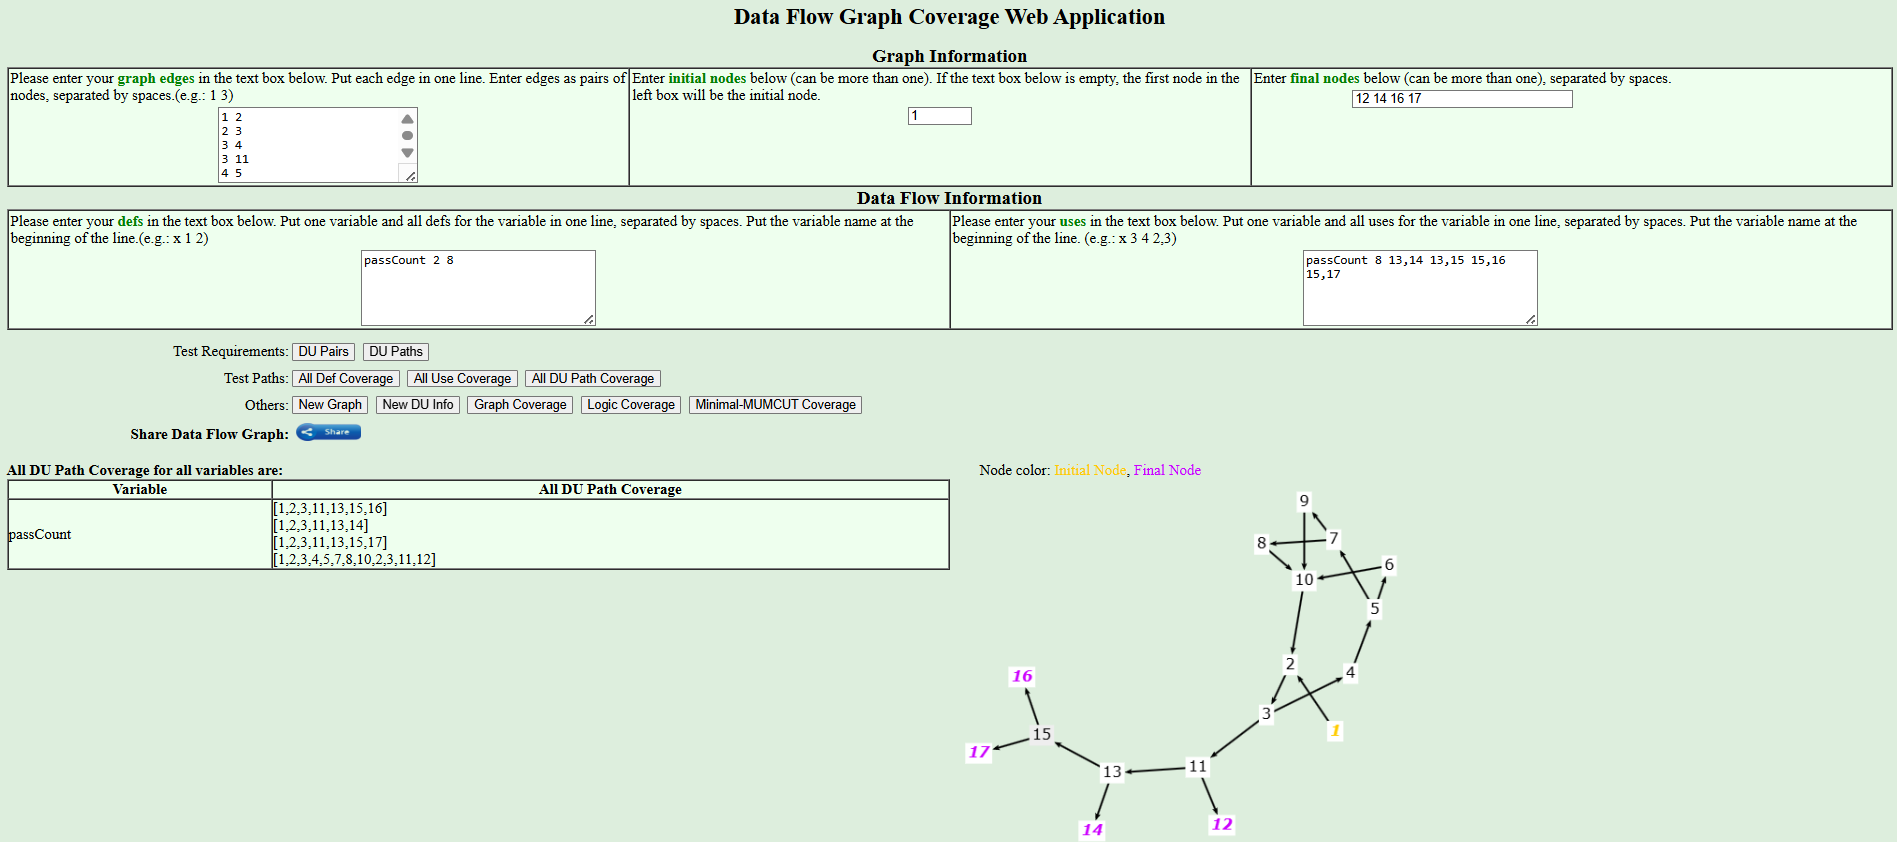 Data Flow Graph Coverage Web Application
Graph Information
Please enter your graph edges in the text box below. Put each edge in one line. Enter edges as pairs of
nodes, separated by spaces.(e.g.: 1 3)
1 2
2 3
3 4
3 11
4 5
Enter initial nodes below (can be more than one). If the text box below is empty, the first node in the
left box will be the initial node.
1
Enter final nodes below (can be more than one), separated by spaces.
12 14 16 17
Data Flow Information
Please enter your defs in the text box below. Put one variable and all defs for the variable in one line, separated by spaces. Put the variable name at the
beginning of the line.(e.g.: x 1 2)
passCount 2 8
Please enter your uses in the text box below. Put one variable and all uses for the variable in one line, separated by spaces. Put the variable name at the
beginning of the line. (e.g.: x 3 4 2,3)
passCount 8 13,14 13,15 15,16
15,17
Test Requirements: DU Pairs DU Paths
Test Paths: All Def Coverage All Use Coverage All DU Path Coverage
Others: New Graph New DU Info Graph Coverage Logic Coverage Minimal-MUMCUT Coverage
Share Data Flow Graph: Share
All DU Path Coverage for all variables are:
Variable All DU Path Coverage
passCount
[1,2,3,11,13,15,16]
[1,2,3,11,13,14]
[1,2,3,11,13,15,17]
[1,2,3,4,5,7,8,10,2,3,11,12]
Node color: Initial Node, Final Node
9
7
8
6
10
5
2
4
16
3
1
15
17
11
13
12
14